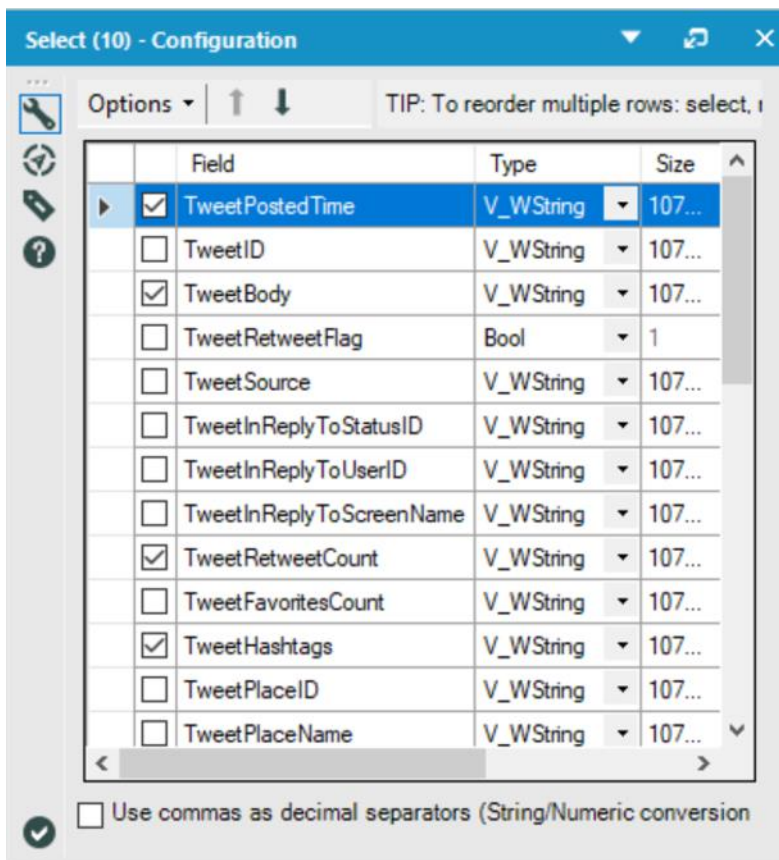 Select (10) - Configuration
Options TIP: To reorder multiple rows: select, r
Field Type Size
TweetPostedTime V_WString 107...
TweetID V_WString 107...
TweetBody V_WString 107...
TweetRetweetFlag Bool 1
TweetSource V_WString 107...
TweetInReplyToStatusID V_WString 107...
TweetInReplyToUserID V_WString 107...
TweetInReplyToScreenName V_WString 107...
TweetRetweetCount V_WString 107...
TweetFavoritesCount V_WString 107...
TweetHashtags V_WString 107...
TweetPlaceID V_WString 107...
TweetPlaceName V_WString 107...
Use commas as decimal separators (String/Numeric conversion